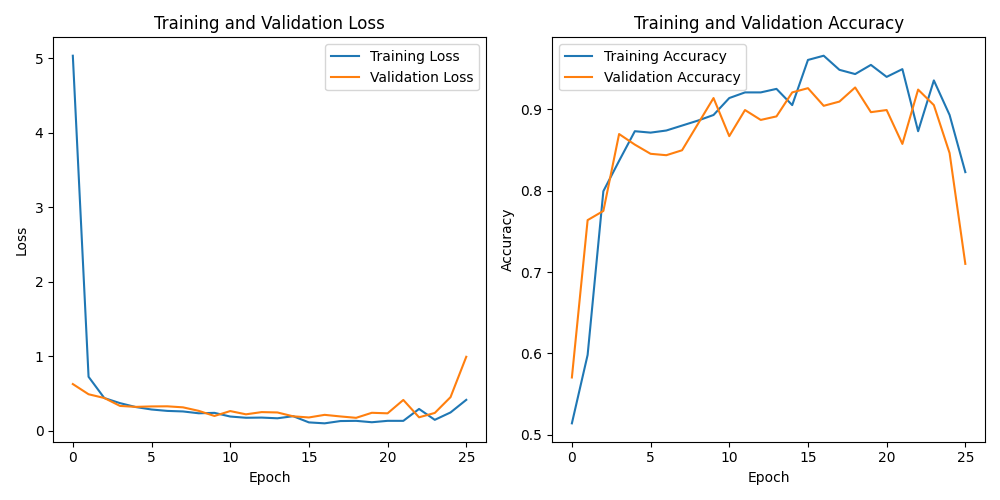 Training and Validation Loss
Training Loss
Validation Loss
5
4
3
2
1
0
Loss
0 5 10 15 20 25
Epoch
Training and Validation Accuracy
Training Accuracy
Validation Accuracy
0.9
0.8
0.7
0.6
0.5
Accuracy
0 5 10 15 20 25
Epoch